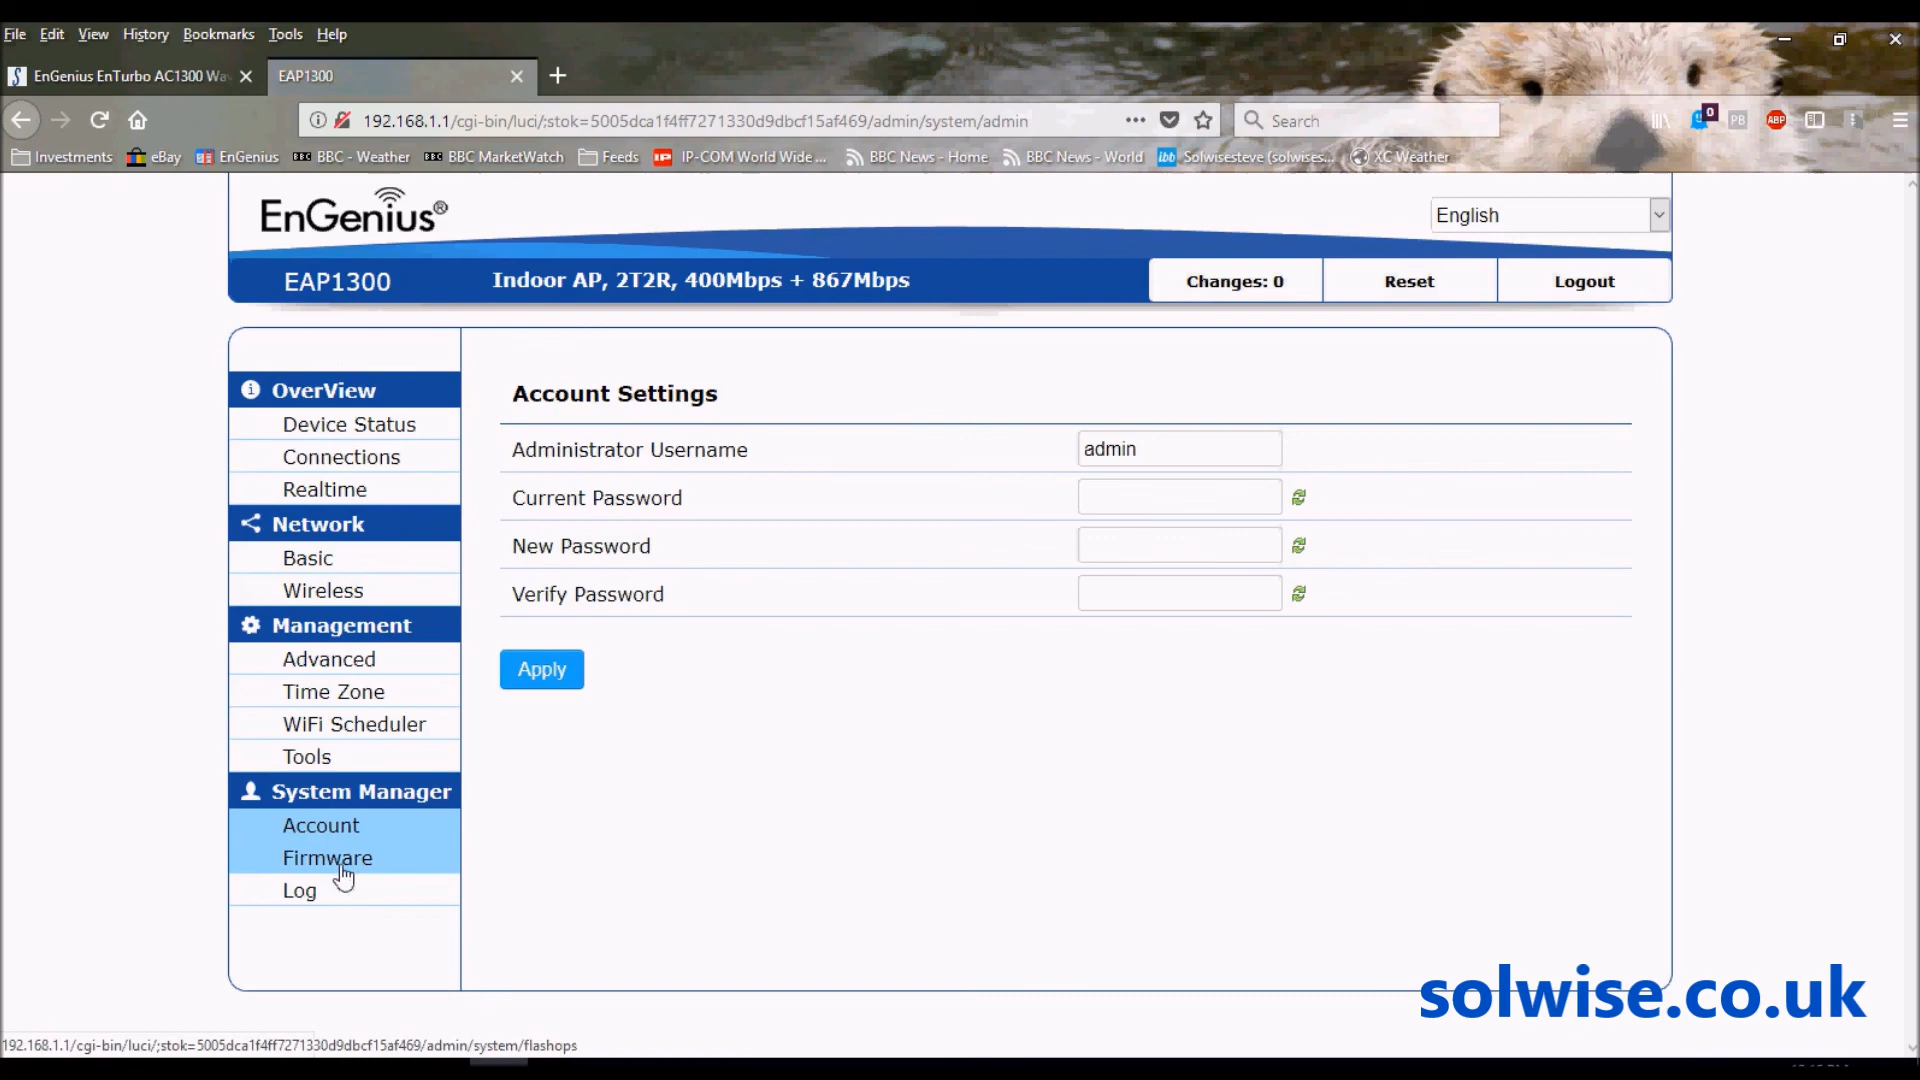 File Edit View History Bookmarks Tools Help
EnGenius EnTurbo AC1300 Wa
EAP1300
192.168.1.1/cgi-bin/luci/;stok=5005dca1f4ff7271330d9dbcf15af469/admin/system/admin
Search
0
PB
ABP
Investments eBay EnGenius BBC - Weather BBC MarketWatch Feeds IP-COM World Wide ... BBC News - Home BBC News - World Solwisesteve (solwises... XC Weather
EnGenius®
English
EAP1300
Indoor AP, 2T2R, 400Mbps + 867Mbps
Changes: 0
Reset
Logout
OverView
Device Status
Connections
Realtime
Network
Basic
Wireless
Management
Advanced
Time Zone
WiFi Scheduler
Tools
System Manager
Account
Firmware
Log
Account Settings
Administrator Username admin
Current Password
New Password
Verify Password
Apply
solwise.co.uk
192.168.1.1/cgi-bin/luci/;stok=5005dca1f4ff7271330d9dbcf15af469/admin/system/flashops